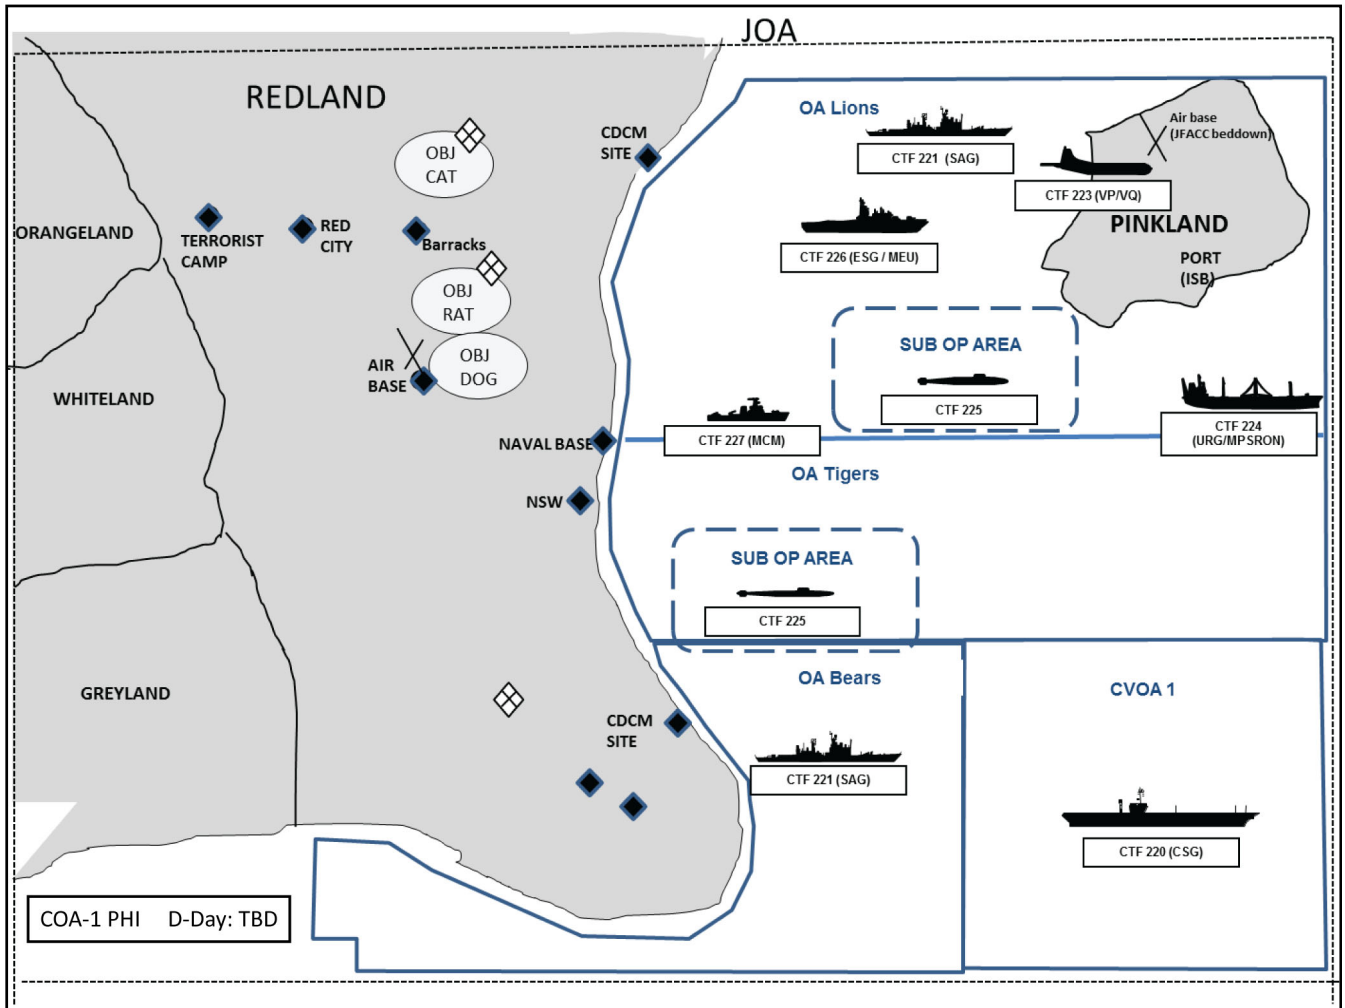 JOA
REDLAND
OA Lions
OBJ
CAT
CDCM
SITE
CTF 221 (SAG)
Air base
(JFACC beddown)
CTF 223 (VP/VQ)
PINKLAND
PORT
(ISB)
ORANGELAND
TERRORIST
CAMP
RED
CITY
Barracks
CTF 226 (ESG / MEU)
OBJ
RAT
SUB OP AREA
CTF 225
AIR
BASE
OBJ
DOG
WHITELAND
NAVAL BASE
CTF 227 (MCM)
CTF 224
(URG/MPSRON)
OA Tigers
NSW
SUB OP AREA
CTF 225
GREYLAND
OA Bears
CVOA 1
CDCM
SITE
CTF 221 (SAG)
CTF 220 (CSG)
COA-1 PHI D-Day: TBD